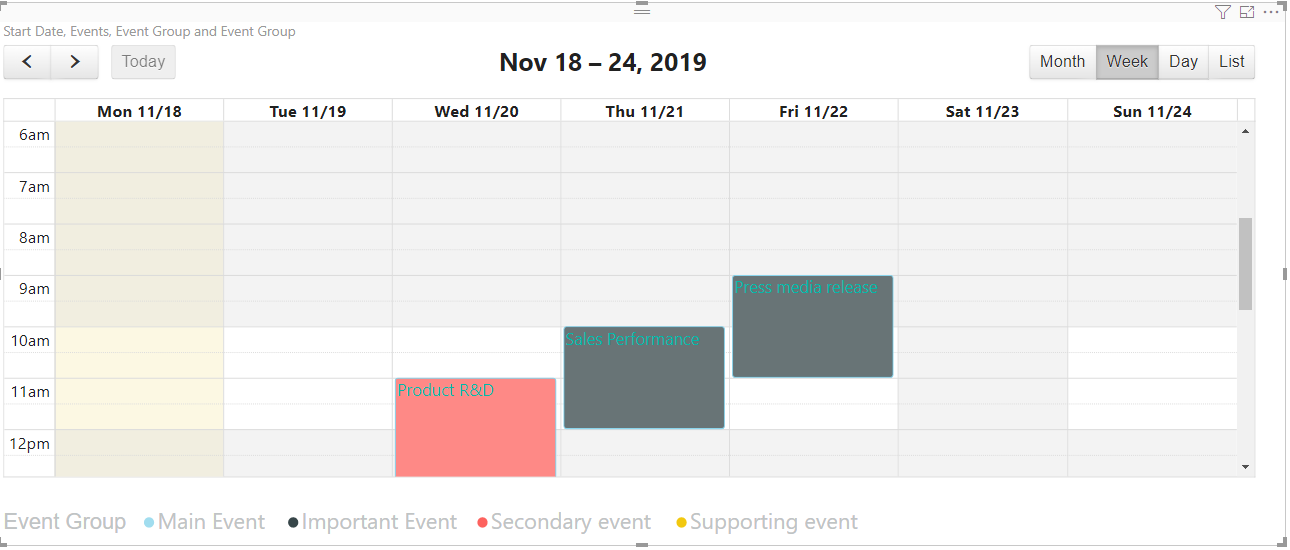 Start Date, Events, Event Group and Event Group
Today
Nov 18 – 24, 2019
Month Week Day List
Mon 11/18 Tue 11/19 Wed 11/20 Thu 11/21 Fri 11/22 Sat 11/23 Sun 11/24
6am
7am
8am
9am
Press media release
10am
Sales Performance
11am
Product R&D
12pm
Event Group Main Event Important Event Secondary event Supporting event